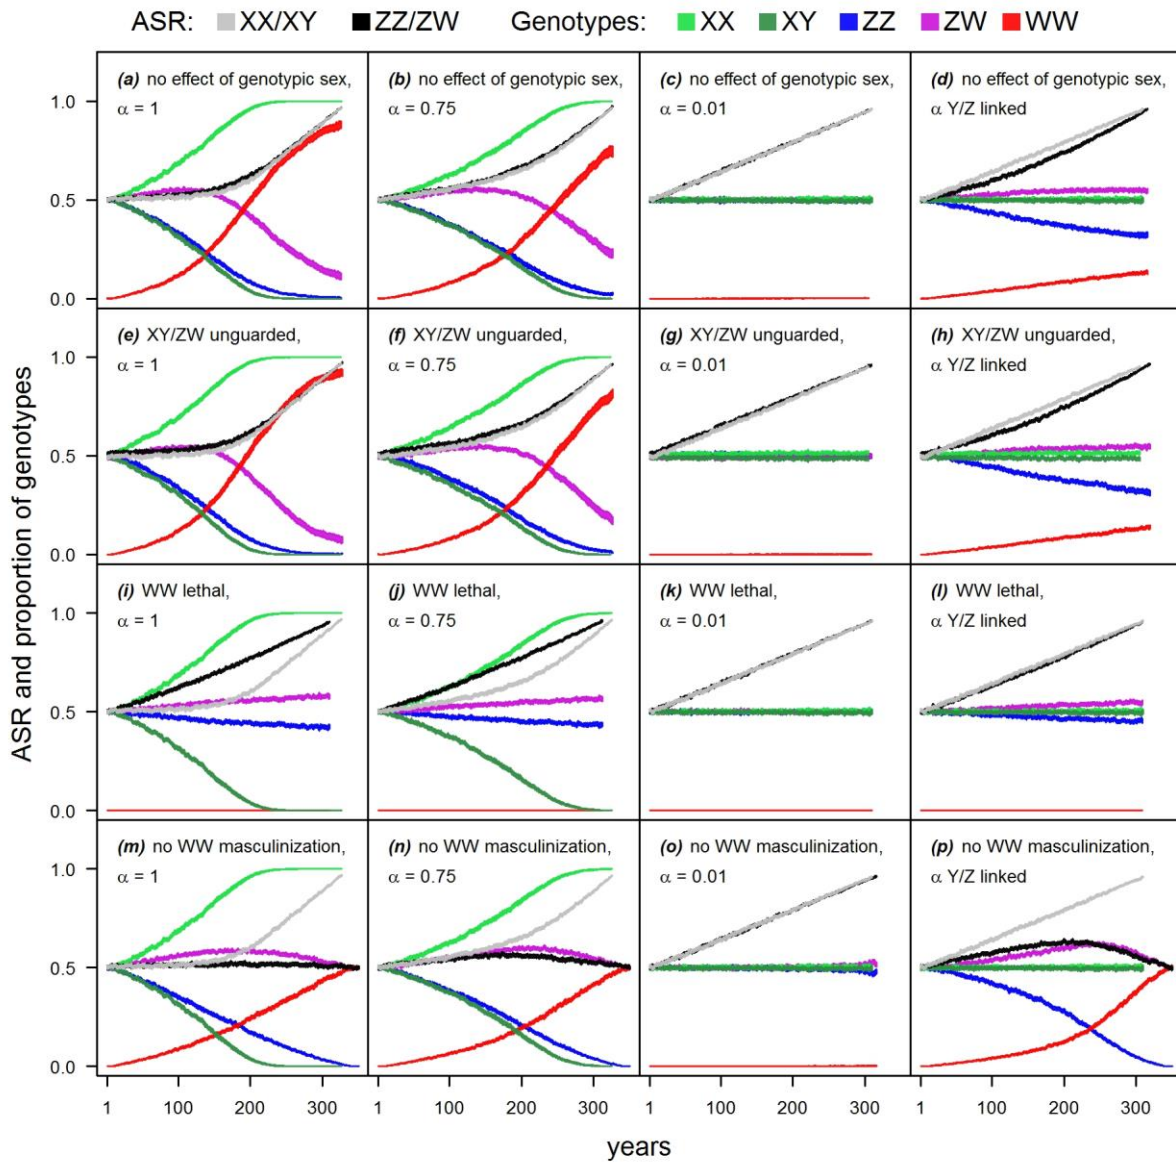 ASR: XX/XY ZZ/ZW Genotypes: XX XY ZZ ZW WW
(a) no effect of genotypic sex,
α = 1
(b) no effect of genotypic sex,
α = 0.75
(c) no effect of genotypic sex,
α = 0.01
(d) no effect of genotypic sex,
α Y/Z linked
(e) XY/ZW unguarded,
α = 1
(f) XY/ZW unguarded,
α = 0.75
(g) XY/ZW unguarded,
α = 0.01
(h) XY/ZW unguarded,
α Y/Z linked
(i) WW lethal,
α = 1
(j) WW lethal,
α = 0.75
(k) WW lethal,
α = 0.01
(l) WW lethal,
α Y/Z linked
(m) no WW masculinization,
α = 1
(n) no WW masculinization,
α = 0.75
(o) no WW masculinization,
α = 0.01
(p) no WW masculinization,
α Y/Z linked
1.0
0.5
0.0
1.0
0.5
0.0
1.0
0.5
0.0
1.0
0.5
0.0
ASR and proportion of genotypes
1 100 200 300 1 100 200 300 1 100 200 300 1 100 200 300
years